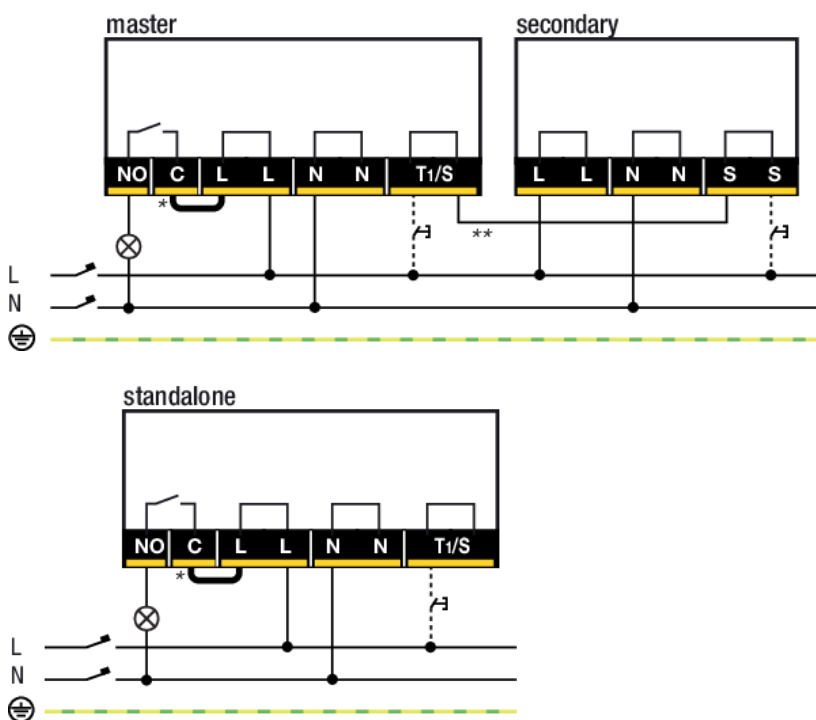 master secondary
NO C L L N N T1/S L L N N S S
* **
L
N
standalone
NO C L L N N T1/S
*
L
N